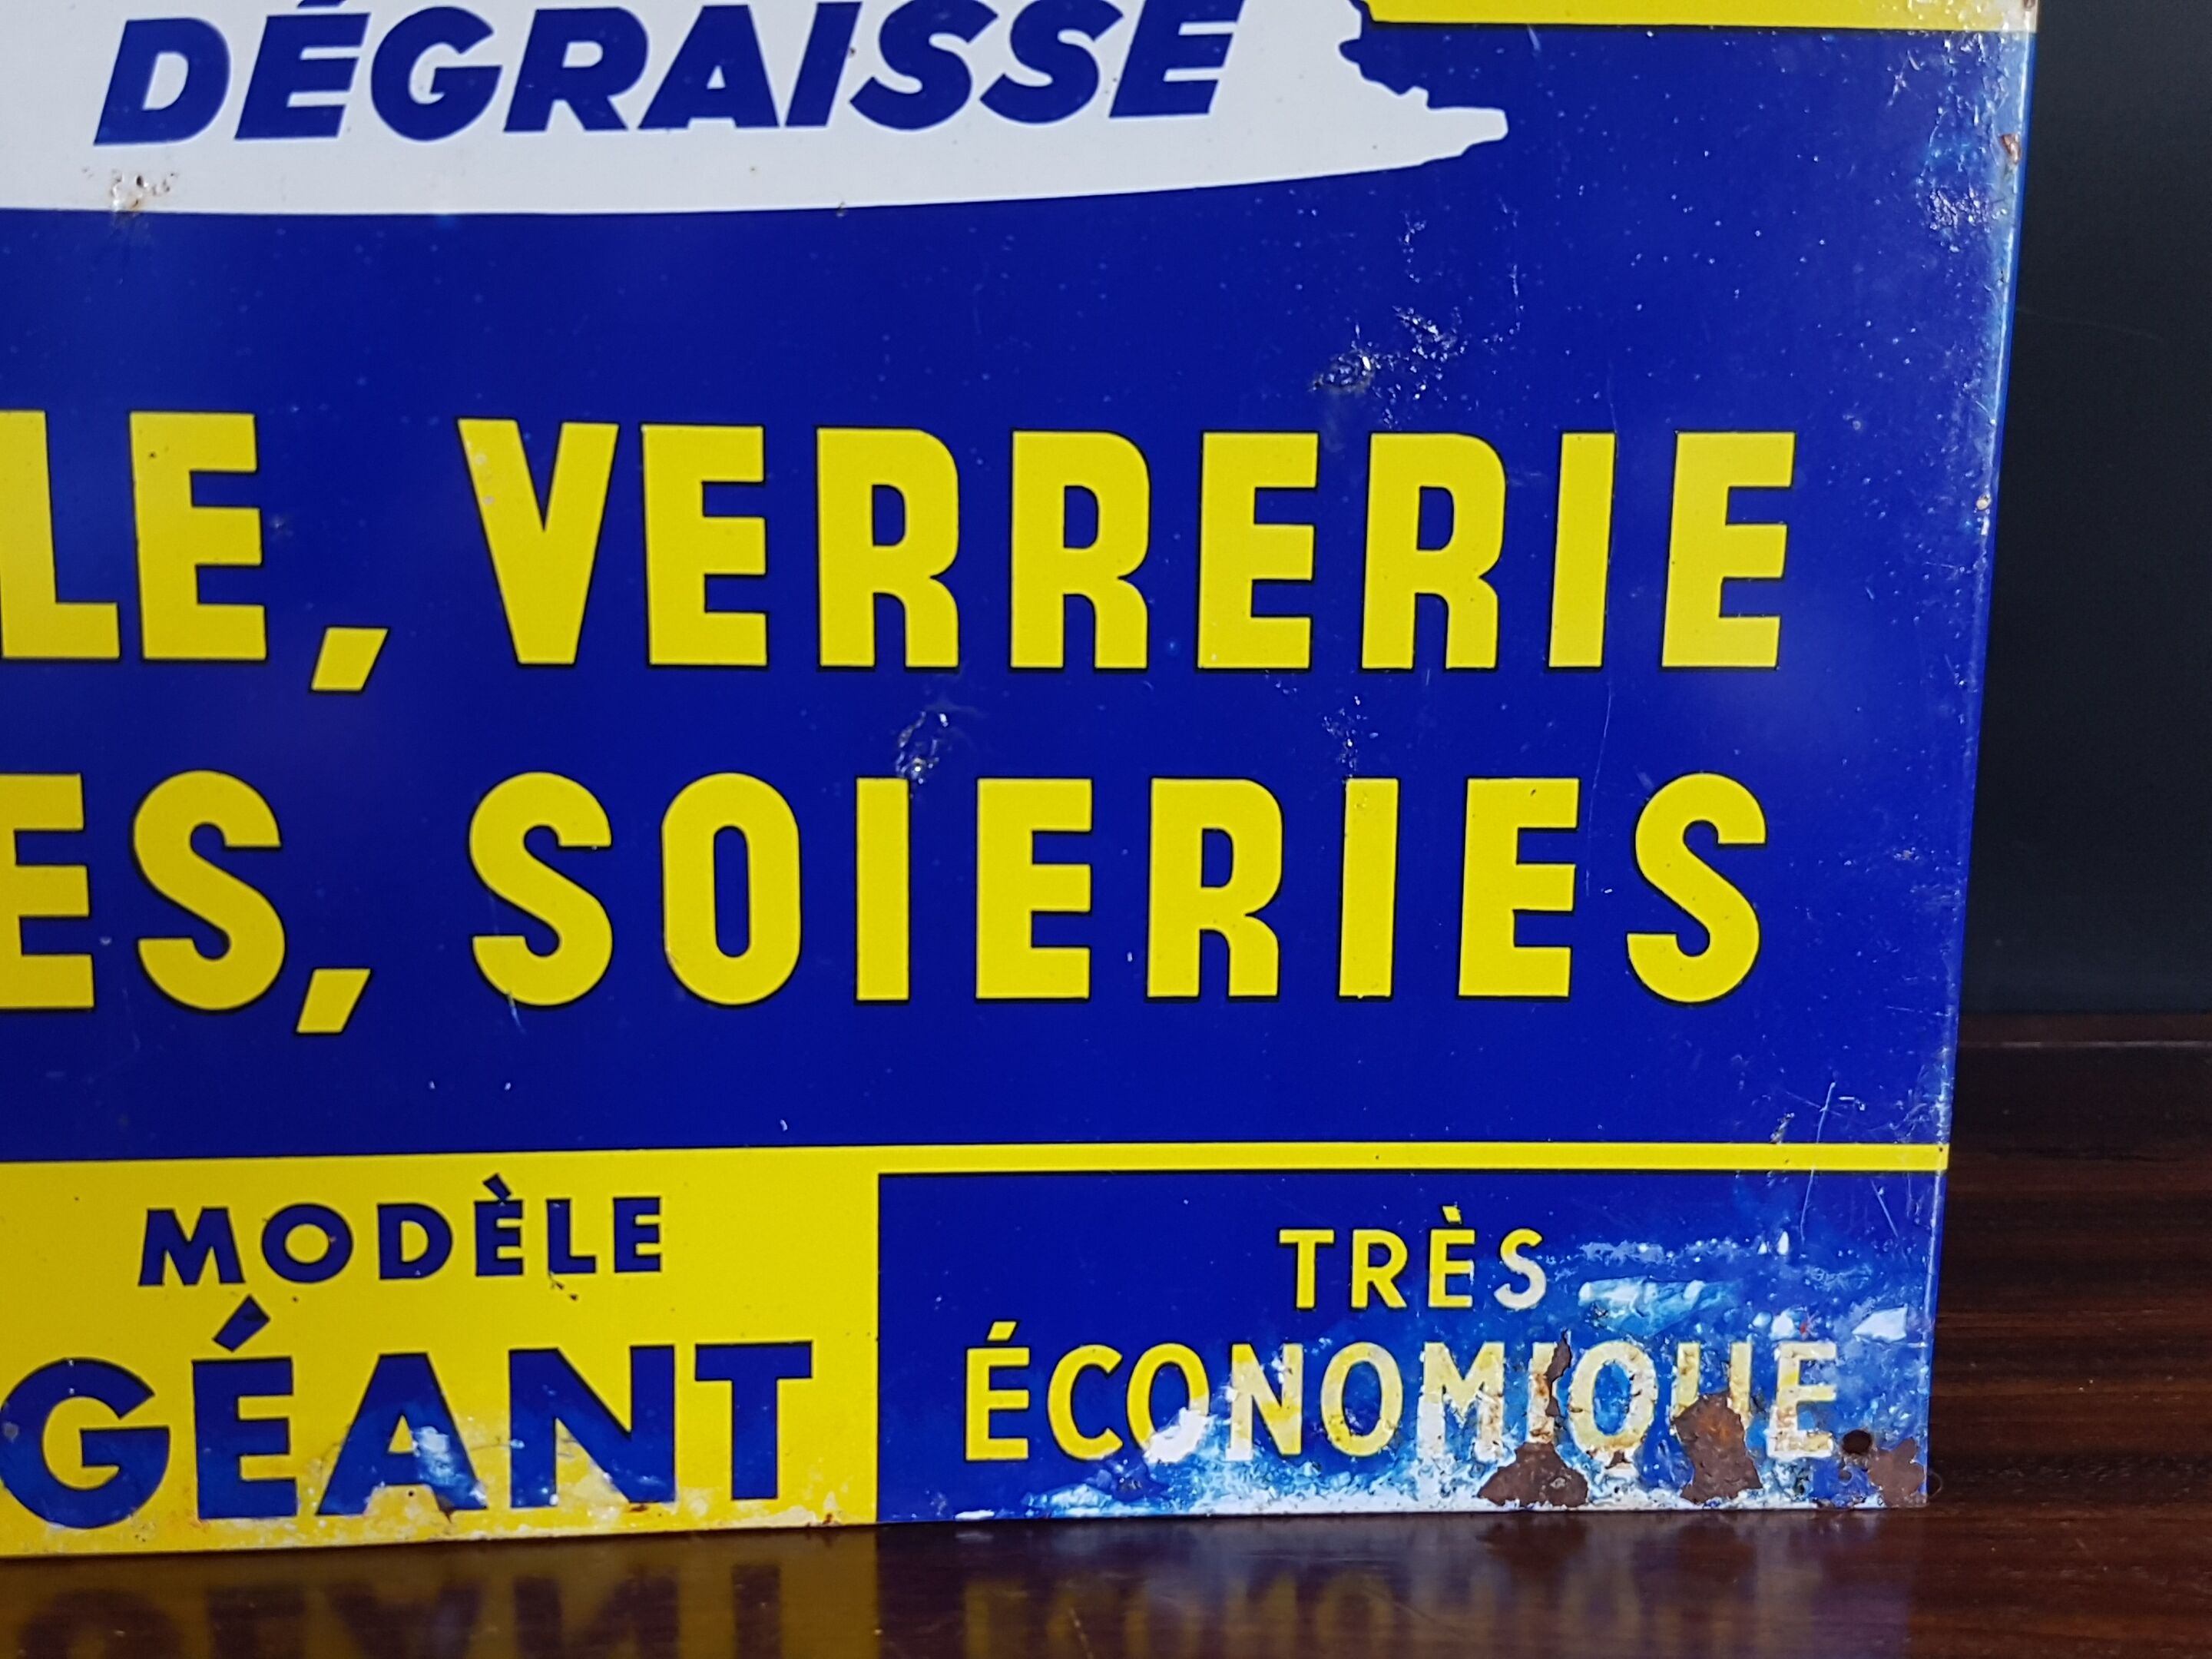 DÉGRAISSE
LE, VERRERIE
ES, SOIERIES
MODÈLE
GÉANT
TRÈS
ÉCONOMIQUE